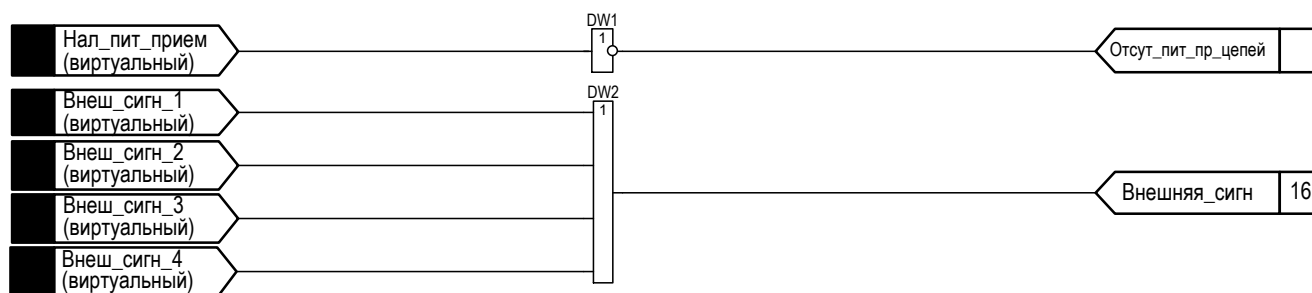 Нал_пит_прием
(виртуальный)
DW1
1
Отсут_пит_пр_цепей
Внеш_сигн_1
(виртуальный)
DW2
1
Внеш_сигн_2
(виртуальный)
Внешняя_сигн
16
Внеш_сигн_3
(виртуальный)
Внеш_сигн_4
(виртуальный)